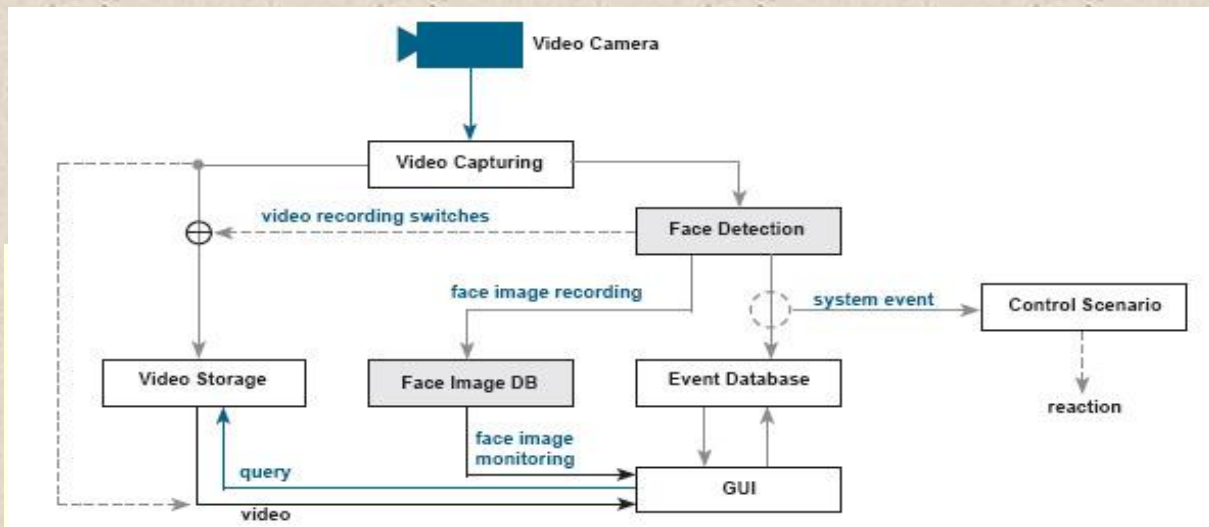 Video Camera
Video Capturing
video recording switches
Face Detection
face image recording
system event
Control Scenario
Video Storage
Face Image DB
Event Database
reaction
face image
monitoring
query
GUI
video